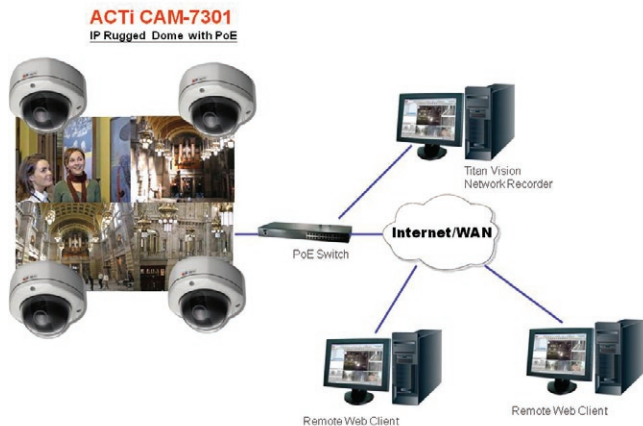 ACTi CAM-7301
IP Rugged Dome with PoE
Titan Vision
Network Recorder
PoE Switch
Internet/WAN
Remote Web Client
Remote Web Client